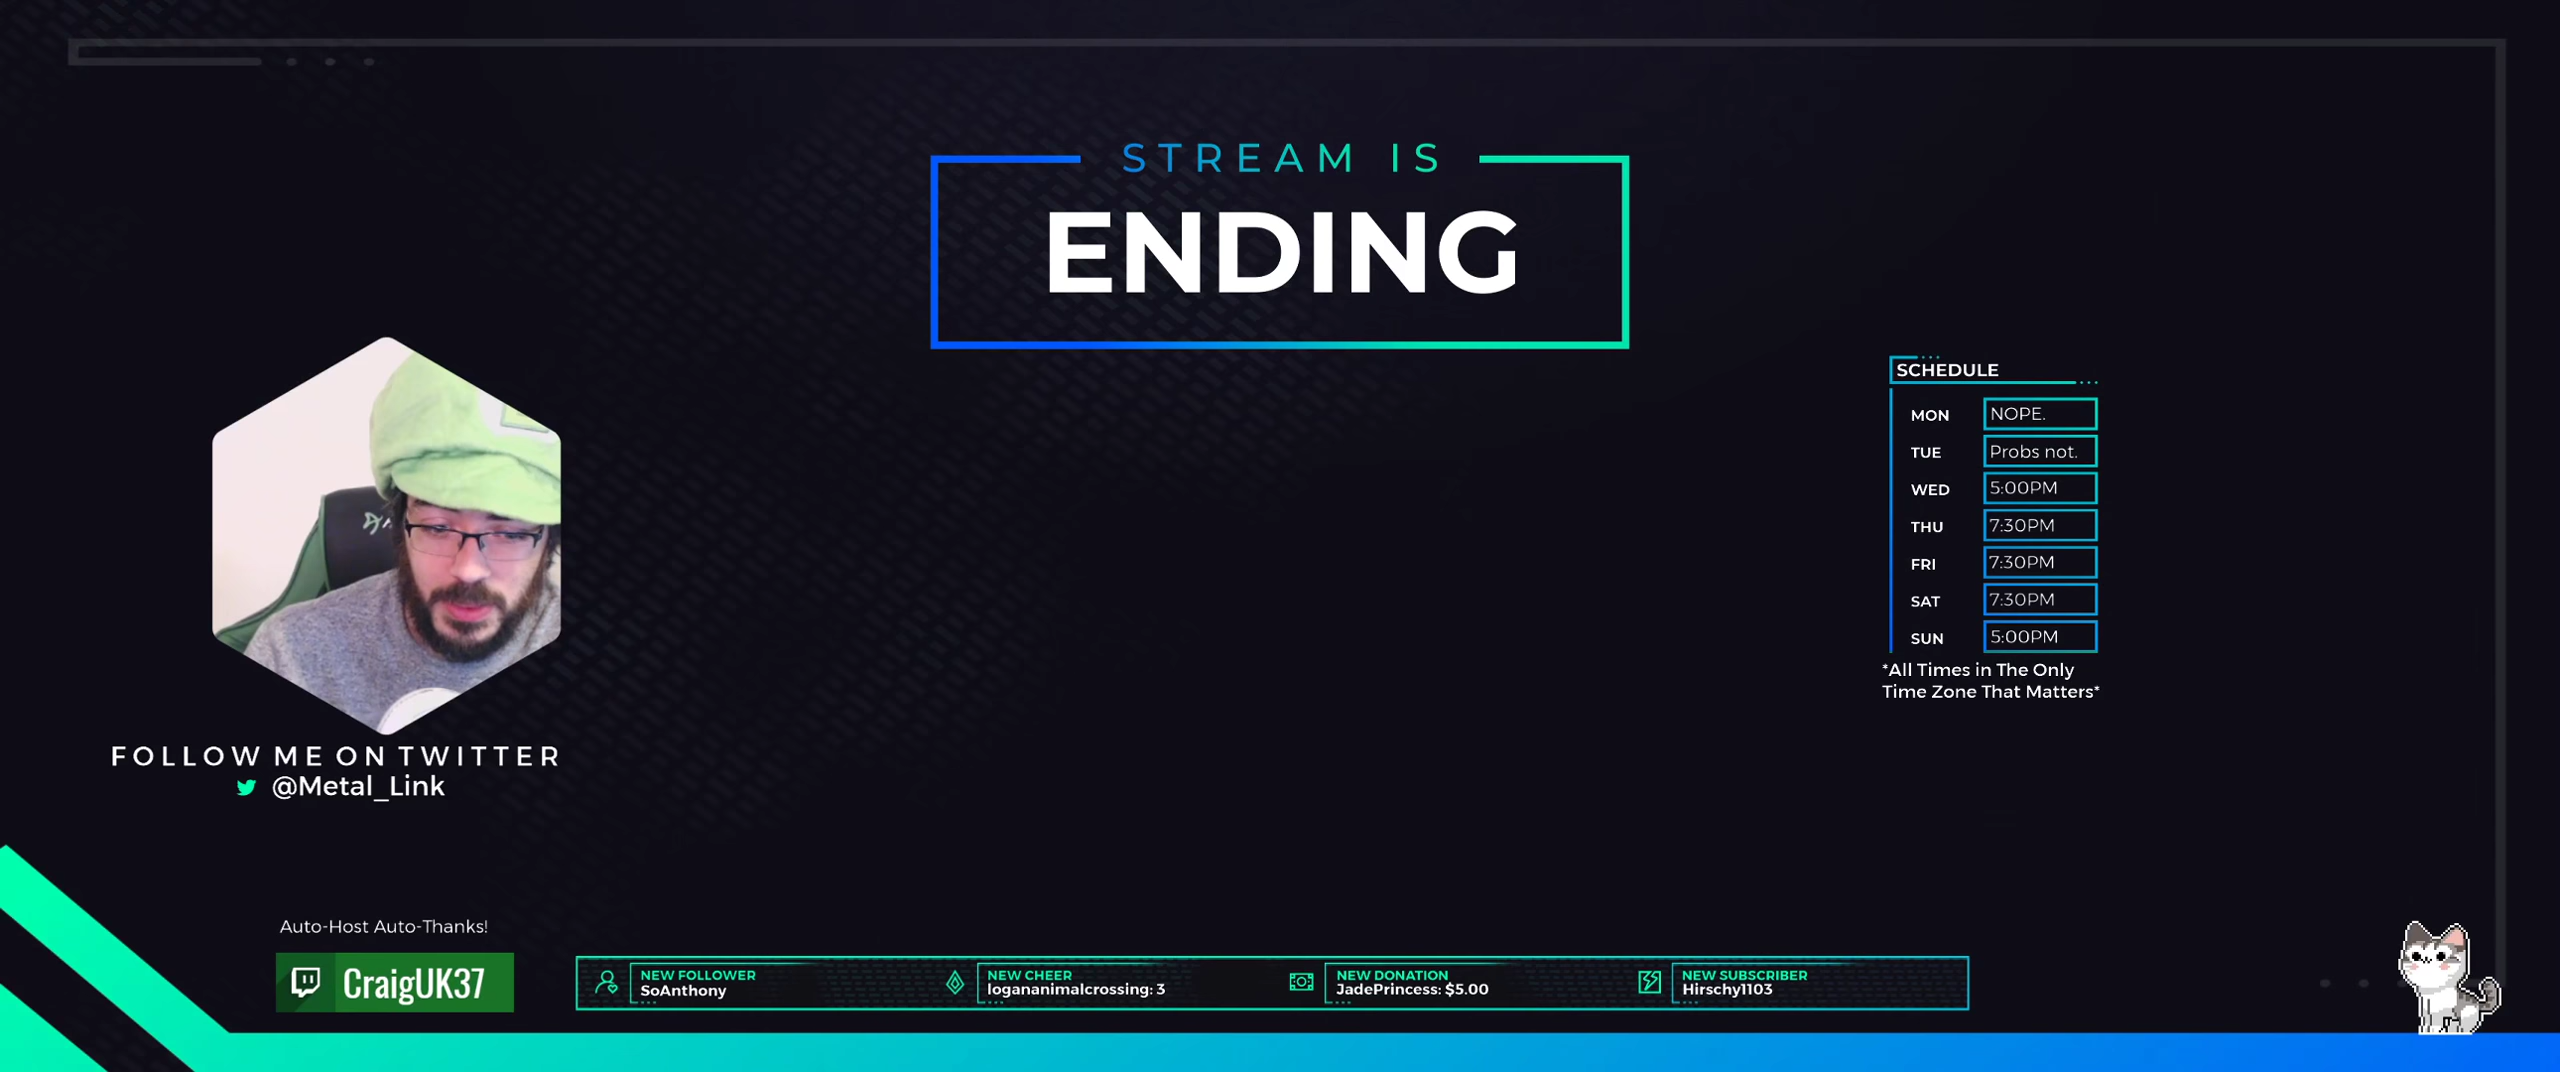 STREAM IS
ENDING
SCHEDULE
MON NOPE.
TUE Probs not.
WED 5:00PM
THU 7:30PM
FRI 7:30PM
SAT 7:30PM
SUN 5:00PM
*All Times in The Only
Time Zone That Matters*
FOLLOW ME ON TWITTER
@Metal_Link
Auto-Host Auto-Thanks!
CraigUK37
NEW FOLLOWER
SoAnthony
NEW CHEER
logananimalcrossing: 3
NEW DONATION
JadePrincess: $5.00
NEW SUBSCRIBER
Hirschy1103